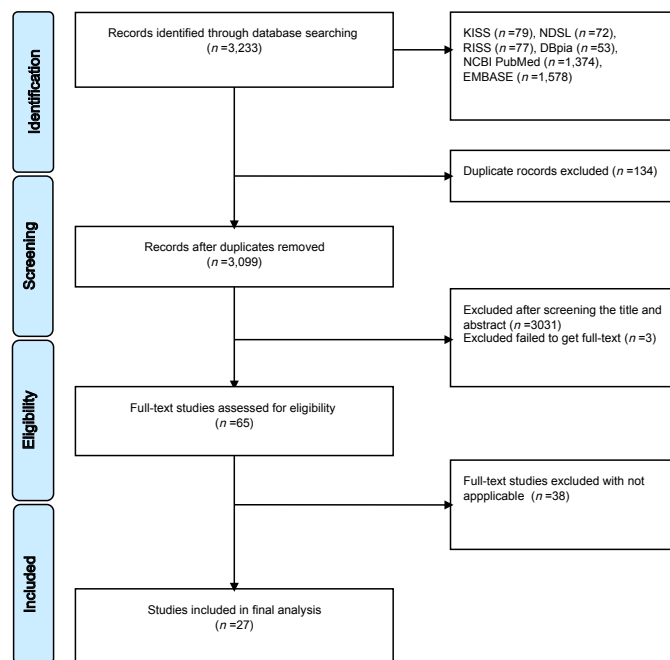 Identification
Records identified through database searching
(n=3,233)
KISS (n=79), NDSL (n=72),
RISS (n=77), DBpia (n=53),
NCBI PubMed (n=1,374),
EMBASE (n=1,578)
Duplicate rocords excluded (n=134)
Screening
Records after duplicates removed
(n=3,099)
Excluded after screening the title and
abstract (n=3031)
Excluded failed to get full-text (n=3)
Eligibility
Full-text studies assessed for eligibility
(n=65)
Full-text studies excluded with not
appplicable (n=38)
Included
Studies included in final analysis
(n=27)